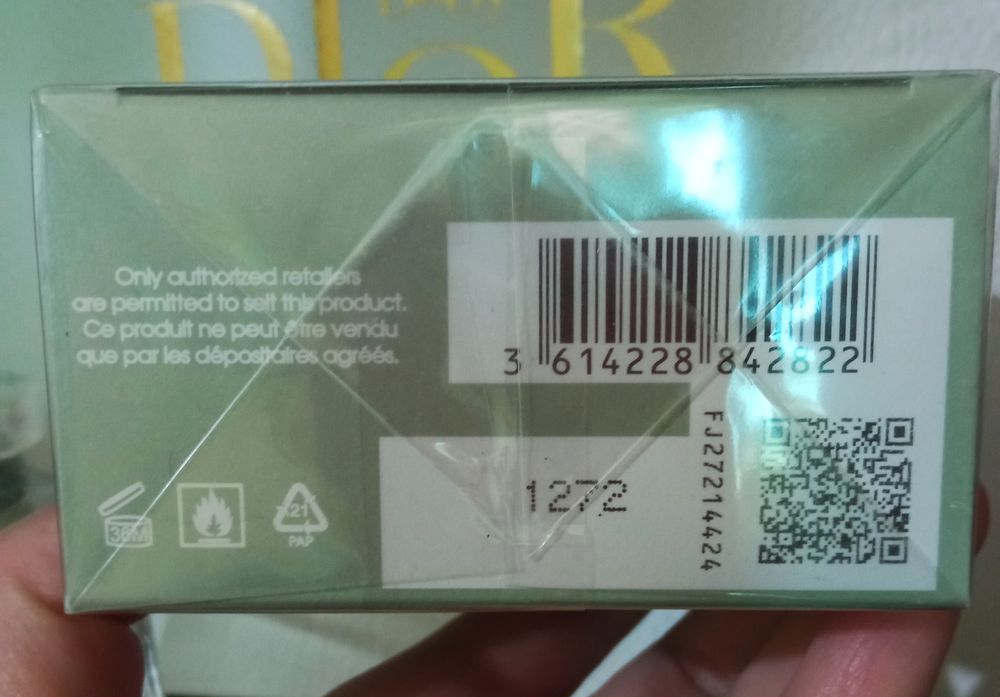 DIOR
Only authorized retailers
are permitted to sell this product.
Ce produit ne peut être vendu
que par les dépositaires agréés.
3 614228 842822
FJ27214424
1272
36M
21
PAP